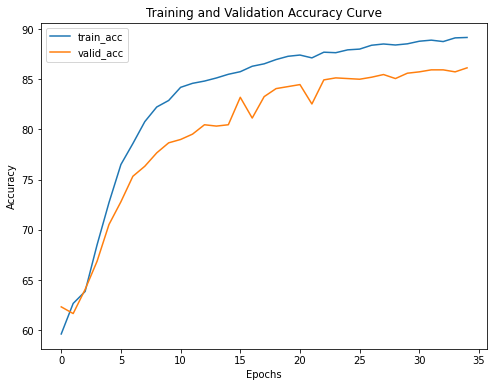 Training and Validation Accuracy Curve
train_acc
valid_acc
90
85
80
75
70
65
60
Accuracy
0 5 10 15 20 25 30 35
Epochs